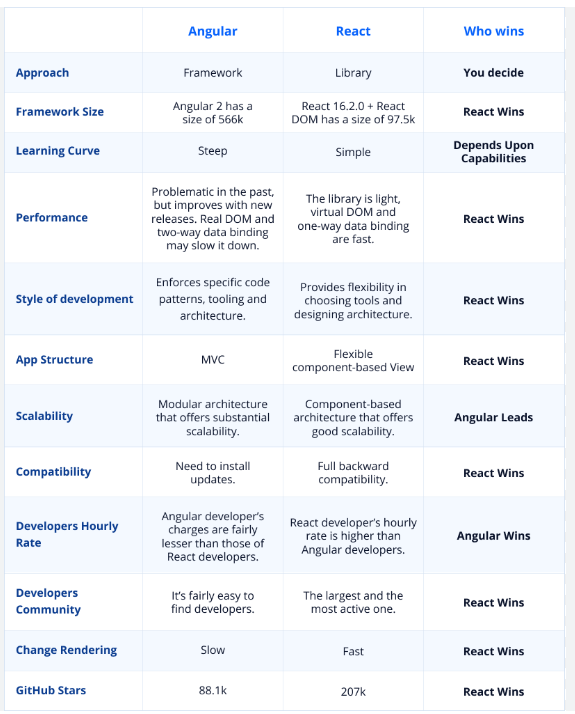 Angular React Who wins
Approach Framework Library You decide
Framework Size
Angular 2 has a
size of 566k
React 16.2.0 + React
DOM has a size of 97.5k
React Wins
Learning Curve Steep Simple
Depends Upon
Capabilities
Performance
Problematic in the past,
but improves with new
releases. Real DOM and
two-way data binding
may slow it down.
The library is light,
virtual DOM and
one-way data binding
are fast.
React Wins
Style of development
Enforces specific code
patterns, tooling and
architecture.
Provides flexibility in
choosing tools and
designing architecture.
React Wins
App Structure
MVC
Flexible
component-based View
React Wins
Scalability
Modular architecture
that offers substantial
scalability.
Component-based
architecture that offers
good scalability.
Angular Leads
Compatibility
Need to install
updates.
Full backward
compatibility.
React Wins
Developers Hourly
Rate
Angular developer's
charges are fairly
lesser than those of
React developers.
React developer's hourly
rate is higher than
Angular developers.
Angular Wins
Developers
Community
It's fairly easy to
find developers.
The largest and the
most active one.
React Wins
Change Rendering Slow Fast React Wins
GitHub Stars 88.1k 207k React Wins